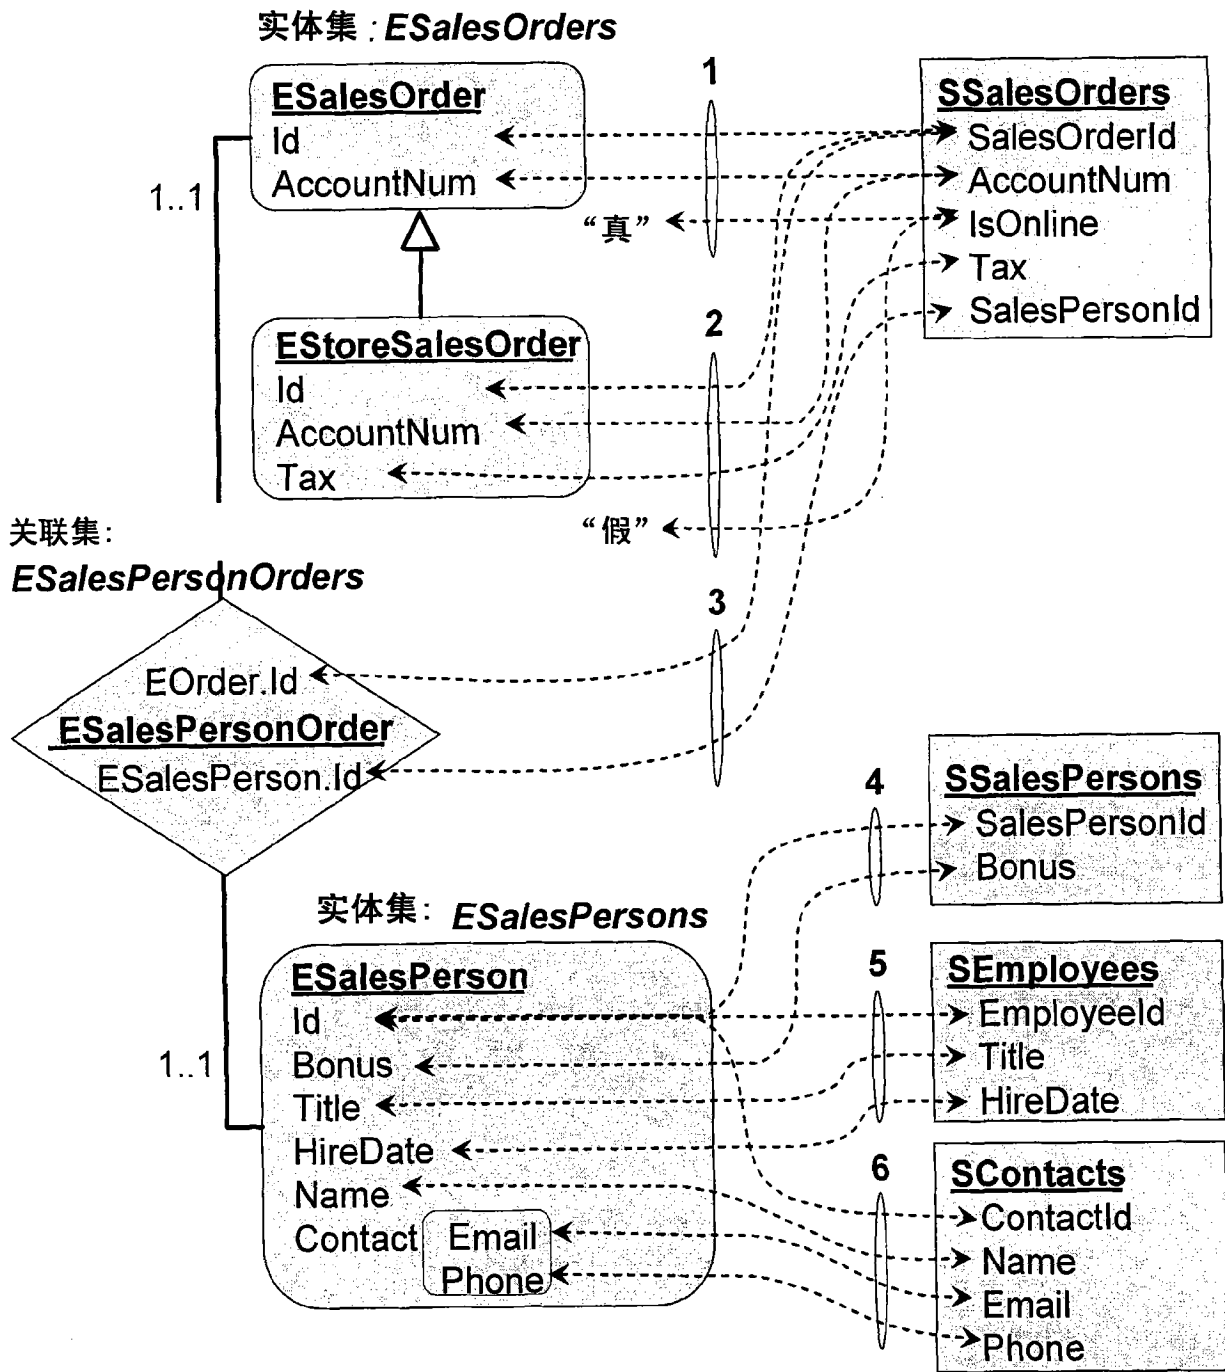 实体集：ESalesOrders
ESalesOrder
Id
AccountNum
1..1
EStoreSalesOrder
Id
AccountNum
Tax
1
“真”
2
“假”
3
SSalesOrders
SalesOrderId
AccountNum
IsOnline
Tax
SalesPersonId
关联集：
ESalesPersonOrders
EOrder.Id
ESalesPersonOrder
ESalesPerson.Id
1..1
实体集： ESalesPersons
ESalesPerson
Id
Bonus
Title
HireDate
Name
Contact
Email
Phone
4
SSalesPersons
SalesPersonId
Bonus
5
SEmployees
EmployeeId
Title
HireDate
6
SContacts
ContactId
Name
Email
Phone